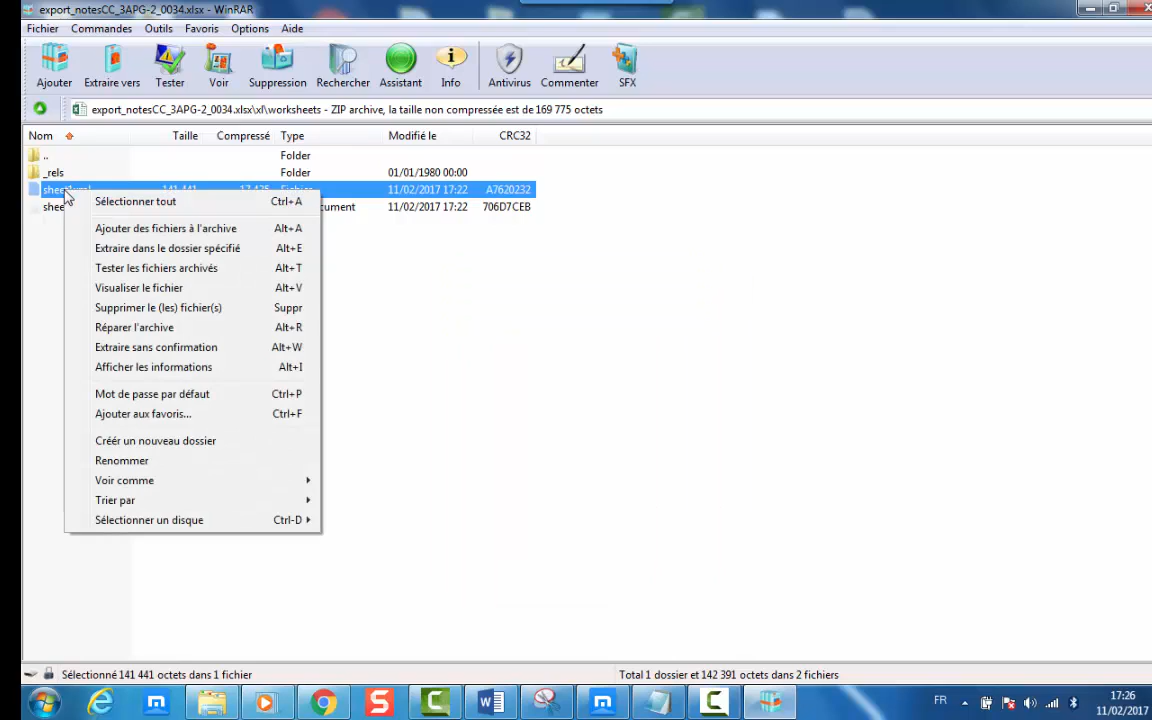 export_notesCC_3APG-2_0034.xlsx - WinRAR
Fichier Commandes Outils Favoris Options Aide
Ajouter Extraire vers Tester Voir Suppression Rechercher Assistant Info Antivirus Commenter SFX
export_notesCC_3APG-2_0034.xlsx\xl\worksheets - ZIP archive, la taille non compressée est de 169 775 octets
Nom Taille Compressé Type Modifié le CRC32
.. Folder
_rels Folder 01/01/1980 00:00
11/02/2017 17:22 A7620232
11/02/2017 17:22 706D7CEB
Sélectionner tout Ctrl+A
Ajouter des fichiers à l'archive Alt+A
Extraire dans le dossier spécifié Alt+E
Tester les fichiers archivés Alt+T
Visualiser le fichier Alt+V
Supprimer le (les) fichier(s) Suppr
Réparer l'archive Alt+R
Extraire sans confirmation Alt+W
Afficher les informations Alt+I
Mot de passe par défaut Ctrl+P
Ajouter aux favoris... Ctrl+F
Créér un nouveau dossier
Renommer
Voir comme
Trier par
Sélectionner un disque Ctrl-D
Sélectionné 141 441 octets dans 1 fichier Total 1 dossier et 142 391 octets dans 2 fichiers
FR 17:26
11/02/2017